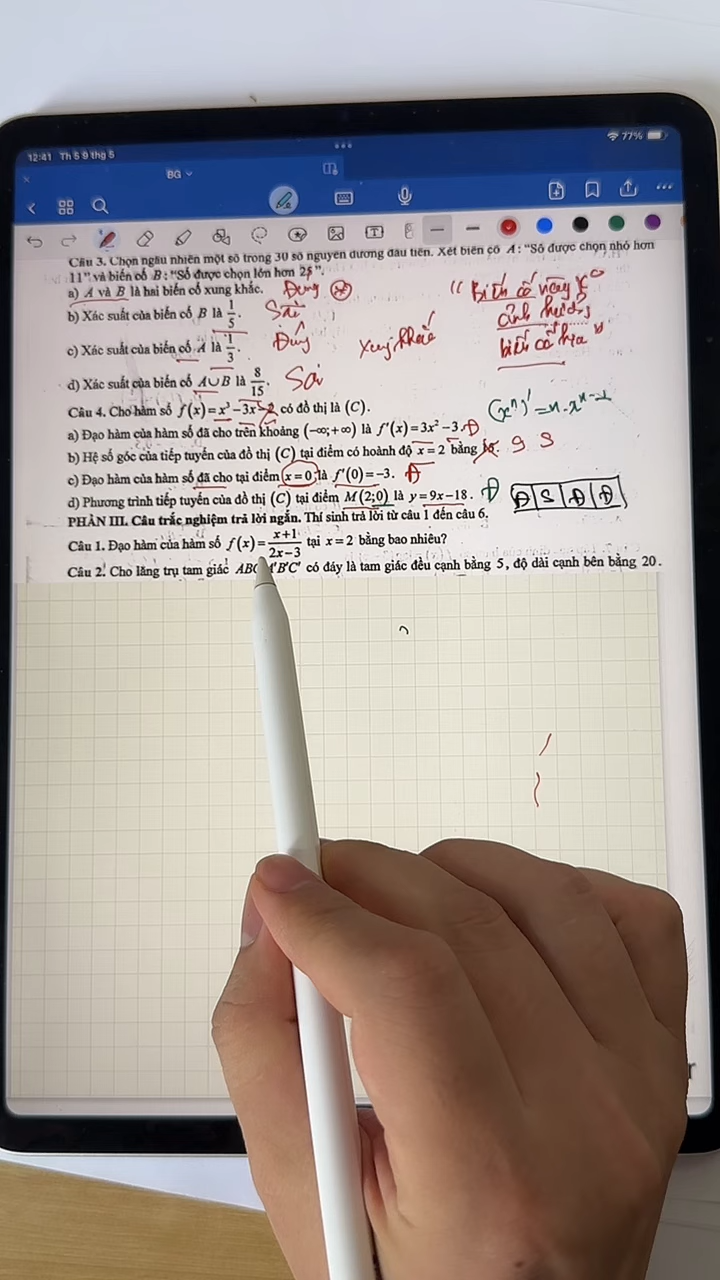 12:41 Th 5 9 thg 5
77%
BG
Câu 3. Chọn ngẫu nhiên một số trong 30 số nguyên dương đầu tiên. Xét biến cố A: "Số được chọn nhỏ hơn
11" và biến cố B: "Số được chọn lớn hơn 25".
a) A và B là hai biến cố xung khắc. Đúng
b) Xác suất của biến cố B là 1/5. Sai
c) Xác suất của biến cố A là 1/3. Đúng Xung khắc
"Biến cố này
ảnh hưởng
biến cố kia"
d) Xác suất của biến cố A∪B là 8/15. Sai
Câu 4. Cho hàm số f(x)=x³−3x−2 có đồ thị là (C).
a) Đạo hàm của hàm số đã cho trên khoảng (−∞;+∞) là f'(x)=3x²−3. Đ
(xⁿ)' = n.xⁿ⁻¹
b) Hệ số góc của tiếp tuyến của đồ thị (C) tại điểm có hoành độ x=2 bằng 9 S
c) Đạo hàm của hàm số đã cho tại điểm x=0 là f'(0)=−3. Đ
d) Phương trình tiếp tuyến của đồ thị (C) tại điểm M(2;0) là y=9x−18. Đ
Đ S Đ Đ
PHẦN III. Câu trắc nghiệm trả lời ngắn. Thí sinh trả lời từ câu 1 đến câu 6.
Câu 1. Đạo hàm của hàm số f(x)=(x+1)/(2x−3) tại x=2 bằng bao nhiêu?
Câu 2. Cho lăng trụ tam giác ABC.A'B'C' có đáy là tam giác đều cạnh bằng 5, độ dài cạnh bên bằng 20.